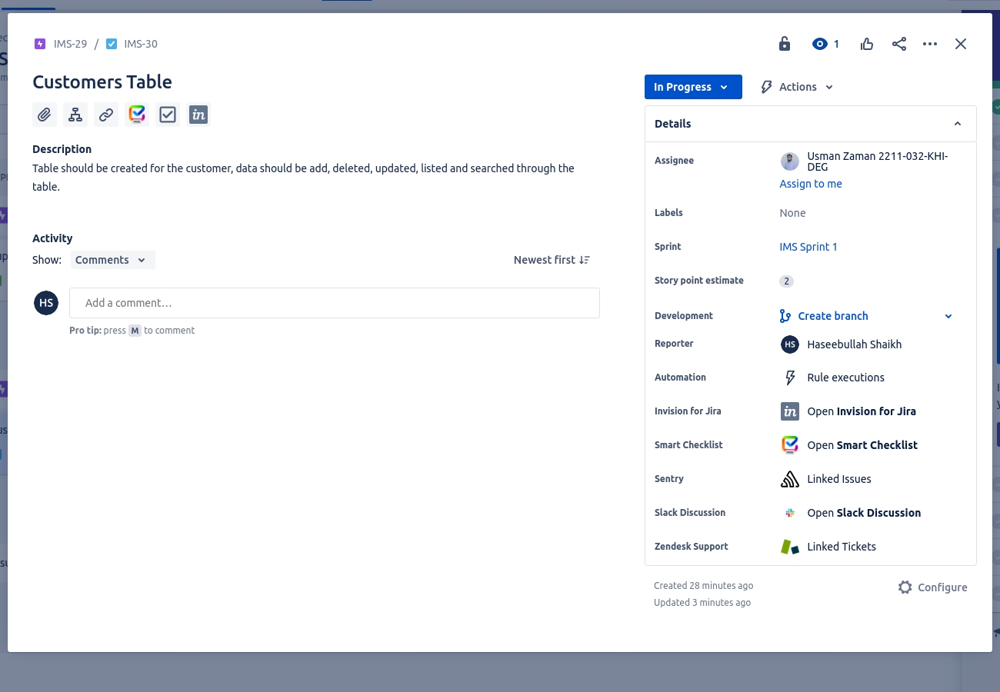 IMS-29 / IMS-30
1
Customers Table
In Progress
Actions
in
Description
Table should be created for the customer, data should be add, deleted, updated, listed and searched through the
table.
Activity
Show: Comments
Newest first
HS
Add a comment…
Pro tip: press M to comment
Details
Assignee
Usman Zaman 2211-032-KHI-
DEG
Assign to me
Labels
None
Sprint
IMS Sprint 1
Story point estimate
2
Development
Create branch
Reporter
HS
Haseebullah Shaikh
Automation
Rule executions
Invision for Jira
in
Open Invision for Jira
Smart Checklist
Open Smart Checklist
Sentry
Linked Issues
Slack Discussion
Open Slack Discussion
Zendesk Support
Linked Tickets
Created 28 minutes ago
Configure
Updated 3 minutes ago